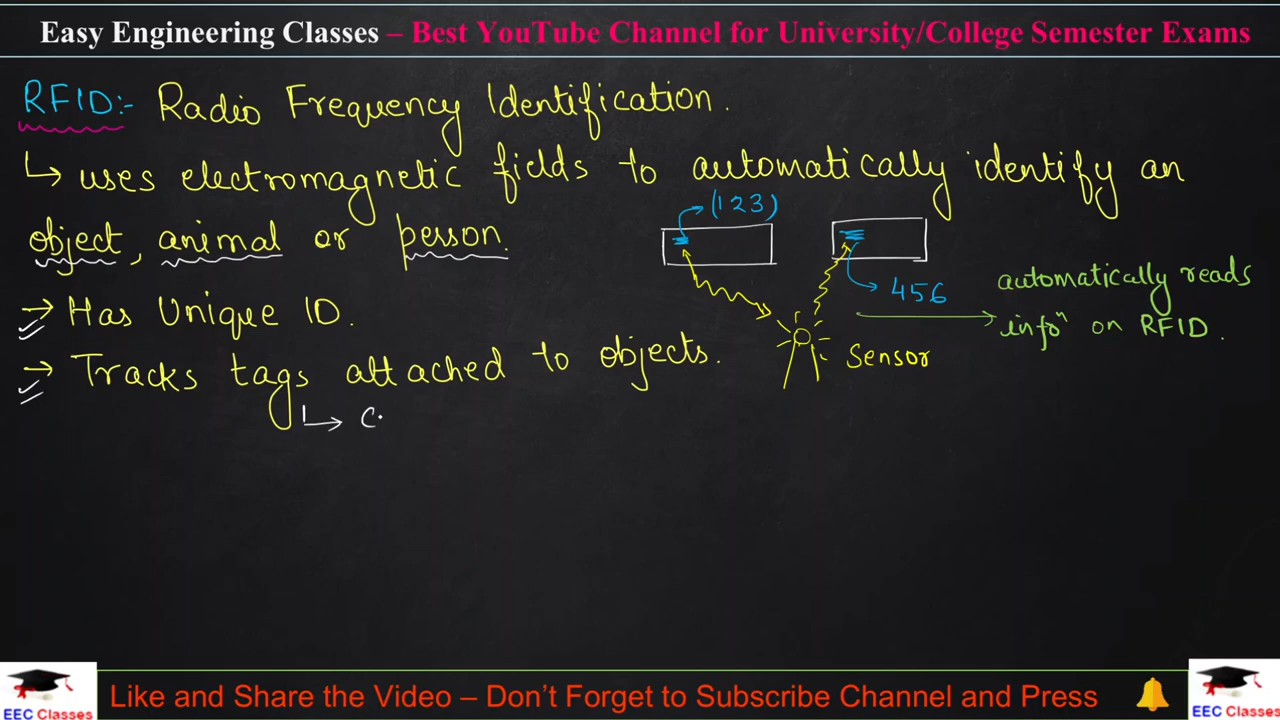 Easy Engineering Classes – Best YouTube Channel for University/College Semester Exams
RFID:- Radio Frequency Identification.
↳ uses electromagnetic fields to automatically identify an
object, animal or person.
(123)
456
automatically reads
infoⁿ on RFID.
Sensor
→ Has Unique ID.
→ Tracks tags attached to objects.
↳ C
Like and Share the Video – Don't Forget to Subscribe Channel and Press
EEC Classes
EEC Classes